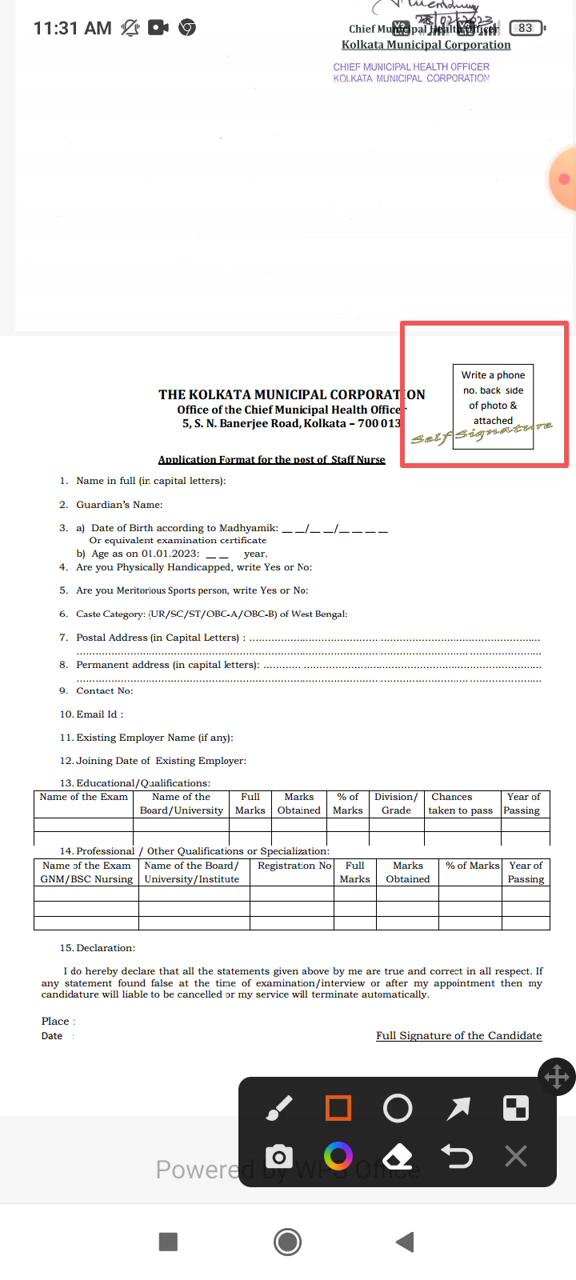 11:31 AM
83
28/02/2023
Chief Municipal Health Officer
Kolkata Municipal Corporation
CHIEF MUNICIPAL HEALTH OFFICER
KOLKATA MUNICIPAL CORPORATION
Write a phone
no. back side
of photo &
attached
Self Signature
THE KOLKATA MUNICIPAL CORPORATION
Office of the Chief Municipal Health Officer
5, S. N. Banerjee Road, Kolkata – 700 013
Application Format for the post of Staff Nurse
1. Name in full (in capital letters):
2. Guardian's Name:
3. a) Date of Birth according to Madhyamik: __ __/__ __/__ __ __ __
Or equivalent examination certificate
b) Age as on 01.01.2023: __ __ year.
4. Are you Physically Handicapped, write Yes or No:
5. Are you Meritorious Sports person, write Yes or No:
6. Caste Category: (UR/SC/ST/OBC-A/OBC-B) of West Bengal:
7. Postal Address (in Capital Letters) : ..........
8. Permanent address (in capital letters): ..........
9. Contact No:
10. Email Id :
11. Existing Employer Name (if any):
12. Joining Date of Existing Employer:
13. Educational/Qualifications:
Name of the Exam Name of the Board/University Full Marks Marks Obtained % of Marks Division/ Grade Chances taken to pass Year of Passing
14. Professional / Other Qualifications or Specialization:
Name of the Exam GNM/BSC Nursing Name of the Board/ University/Institute Registration No Full Marks Marks Obtained % of Marks Year of Passing
15. Declaration:
I do hereby declare that all the statements given above by me are true and correct in all respect. If
any statement found false at the time of examination/interview or after my appointment then my
candidature will liable to be cancelled or my service will terminate automatically.
Place :
Date :
Full Signature of the Candidate
Powered by WPS Office